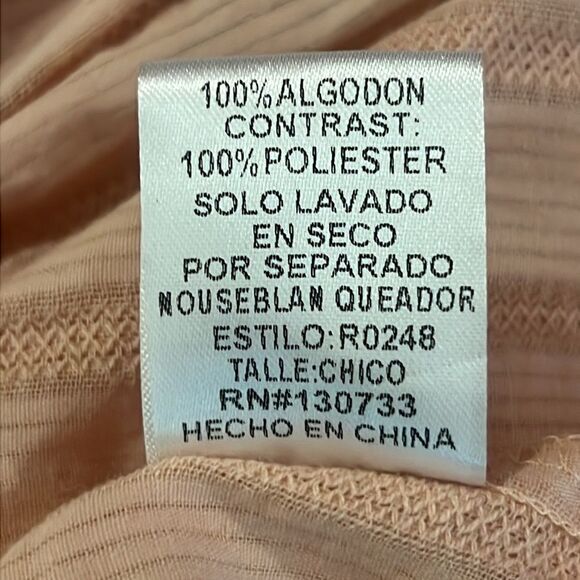 100%ALGODON
CONTRAST:
100%POLIESTER
SOLO LAVADO
EN SECO
POR SEPARADO
NOUSEBLAN QUEADOR
ESTILO:R0248
TALLE:CHICO
RN#130733
HECHO EN CHINA